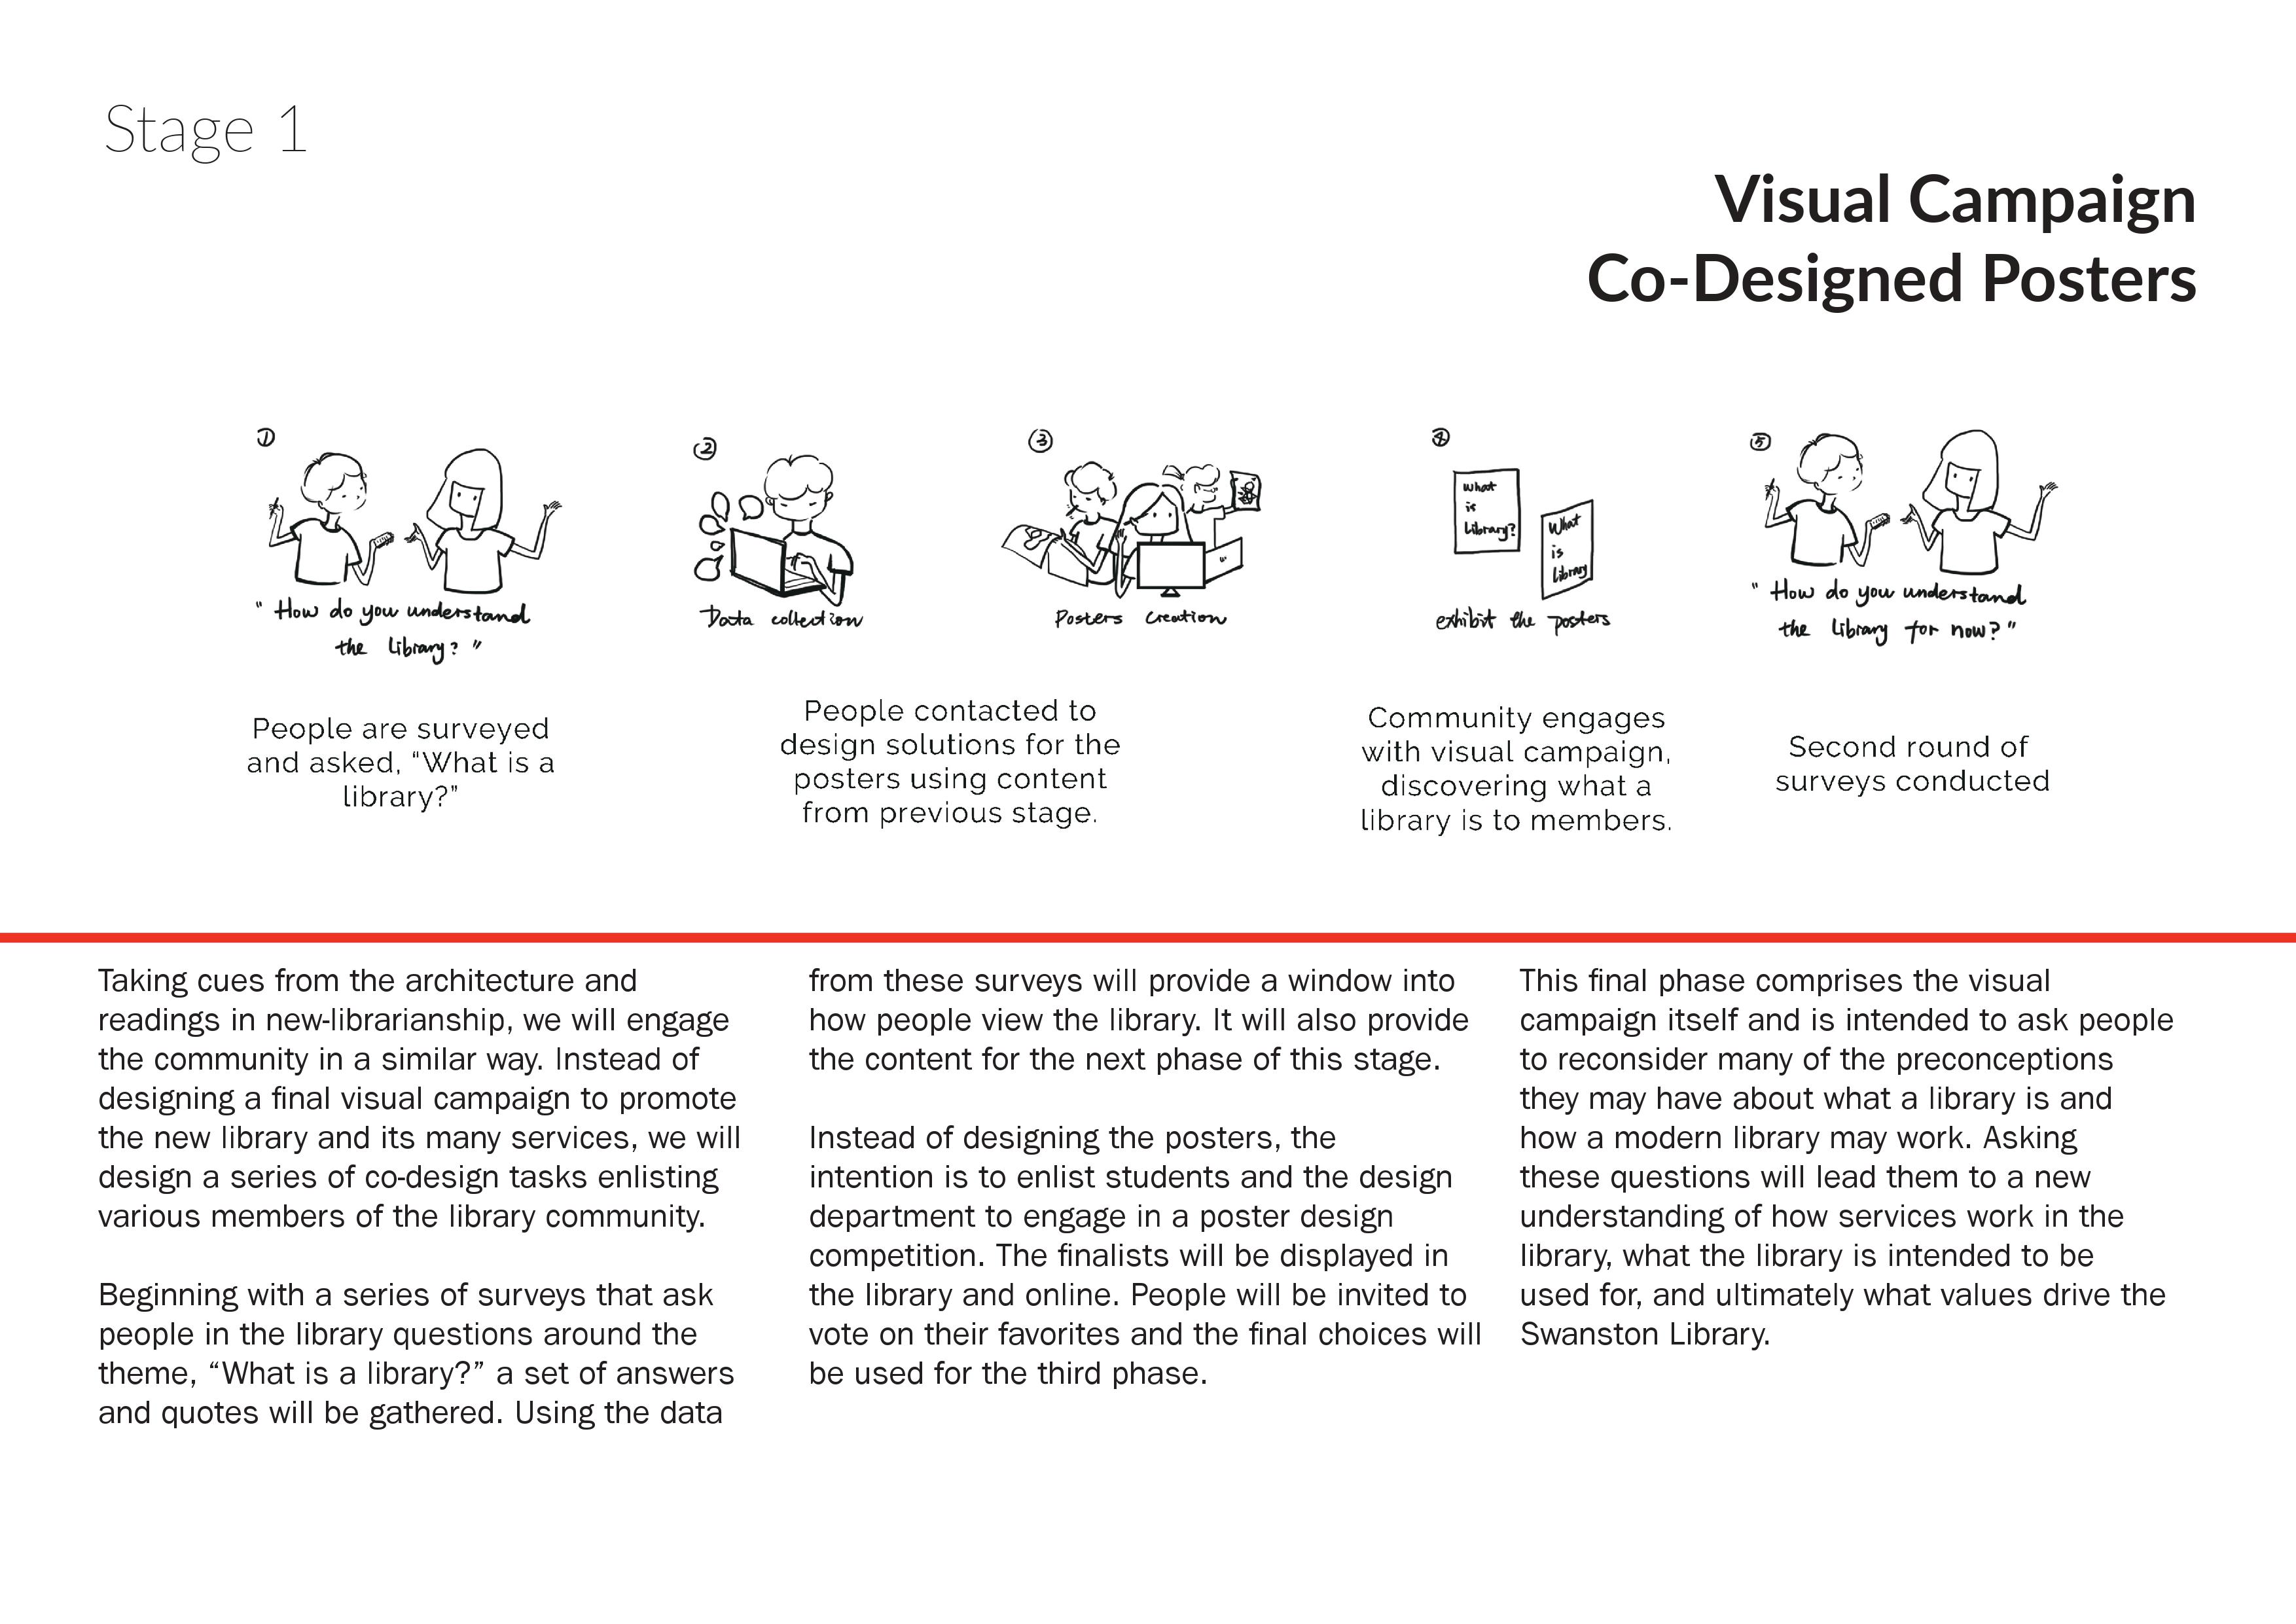 Stage 1
Visual Campaign
Co-Designed Posters
①
"How do you understand
the library?"
②
Data collection
③
Posters Creation
④
what
is
Library?
What
is
Library
exhibit the posters
⑤
"How do you understand
the library for now?"
People are surveyed
and asked, “What is a
library?”
People contacted to
design solutions for the
posters using content
from previous stage.
Community engages
with visual campaign,
discovering what a
library is to members.
Second round of
surveys conducted
Taking cues from the architecture and
readings in new-librarianship, we will engage
the community in a similar way. Instead of
designing a final visual campaign to promote
the new library and its many services, we will
design a series of co-design tasks enlisting
various members of the library community.
Beginning with a series of surveys that ask
people in the library questions around the
theme, “What is a library?” a set of answers
and quotes will be gathered. Using the data
from these surveys will provide a window into
how people view the library. It will also provide
the content for the next phase of this stage.
Instead of designing the posters, the
intention is to enlist students and the design
department to engage in a poster design
competition. The finalists will be displayed in
the library and online. People will be invited to
vote on their favorites and the final choices will
be used for the third phase.
This final phase comprises the visual
campaign itself and is intended to ask people
to reconsider many of the preconceptions
they may have about what a library is and
how a modern library may work. Asking
these questions will lead them to a new
understanding of how services work in the
library, what the library is intended to be
used for, and ultimately what values drive the
Swanston Library.